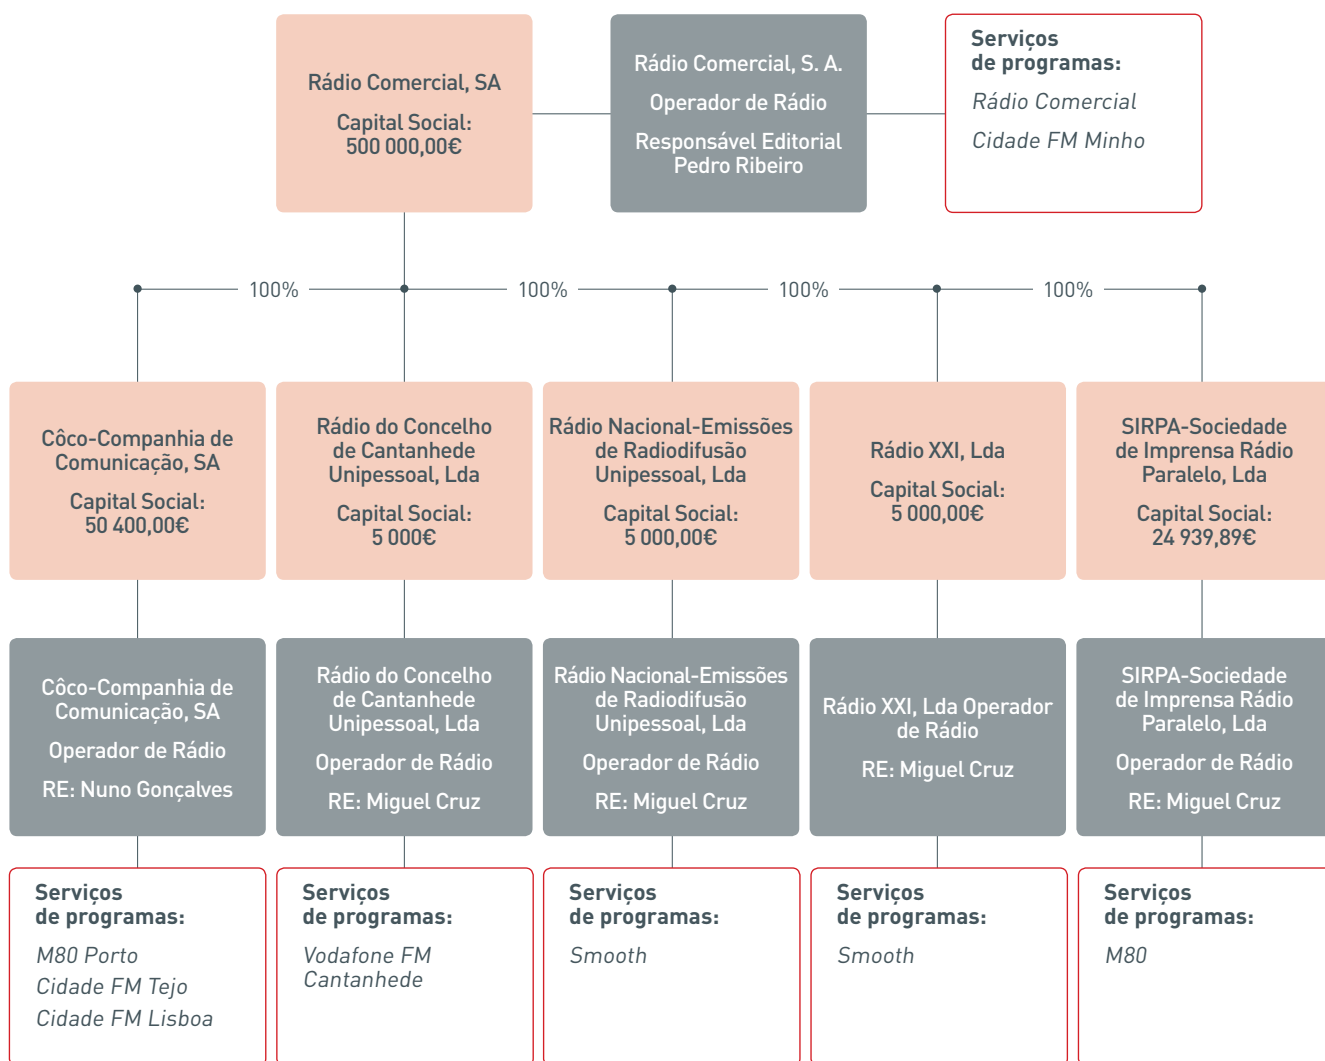 Rádio Comercial, SA
Capital Social:
500 000,00€
Rádio Comercial, S. A.
Operador de Rádio
Responsável Editorial
Pedro Ribeiro
Serviços
de programas:
Rádio Comercial
Cidade FM Minho
100%
100%
100%
100%
Côco-Companhia de
Comunicação, SA
Capital Social:
50 400,00€
Rádio do Concelho
de Cantanhede
Unipessoal, Lda
Capital Social:
5 000€
Rádio Nacional-Emissões
de Radiodifusão
Unipessoal, Lda
Capital Social:
5 000,00€
Rádio XXI, Lda
Capital Social:
5 000,00€
SIRPA-Sociedade
de Imprensa Rádio
Paralelo, Lda
Capital Social:
24 939,89€
Côco-Companhia de
Comunicação, SA
Operador de Rádio
RE: Nuno Gonçalves
Rádio do Concelho
de Cantanhede
Unipessoal, Lda
Operador de Rádio
RE: Miguel Cruz
Rádio Nacional-Emissões
de Radiodifusão
Unipessoal, Lda
Operador de Rádio
RE: Miguel Cruz
Rádio XXI, Lda Operador
de Rádio
RE: Miguel Cruz
SIRPA-Sociedade
de Imprensa Rádio
Paralelo, Lda
Operador de Rádio
RE: Miguel Cruz
Serviços
de programas:
M80 Porto
Cidade FM Tejo
Cidade FM Lisboa
Serviços
de programas:
Vodafone FM
Cantanhede
Serviços
de programas:
Smooth
Serviços
de programas:
Smooth
Serviços
de programas:
M80